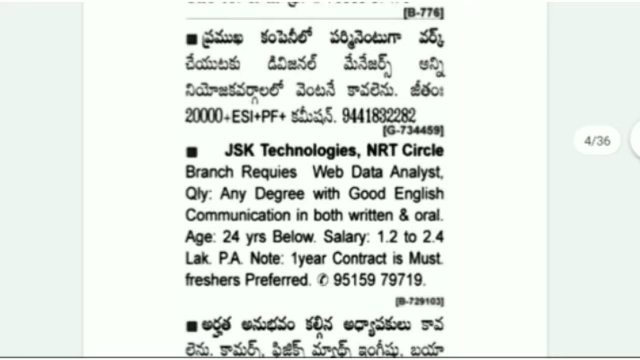 [B-776]
■ ప్రముఖ కంపెనీలో పర్మినెంటుగా వర్క్
చేయుటకు డివిజనల్ మేనేజర్స్ అన్ని
నియోజకవర్గాలలో వెంటనే కావలెను. జీతం:
20000+ESI+PF+ కమీషన్. 9441832282
[G-734459]
■ JSK Technologies, NRT Circle
Branch Requies Web Data Analyst,
Qly: Any Degree with Good English
Communication in both written & oral.
Age: 24 yrs Below. Salary: 1.2 to 2.4
Lak. P.A. Note: 1year Contract is Must.
freshers Preferred. ✆ 95159 79719.
[B-729103]
■ అర్హత అనుభవం కల్గిన అధ్యాపకులు కావ
లెను, కామర్స్, ఫిజిక్స్ మ్యాథ్స్ ఇంగ్లీషు, బయో
4/36